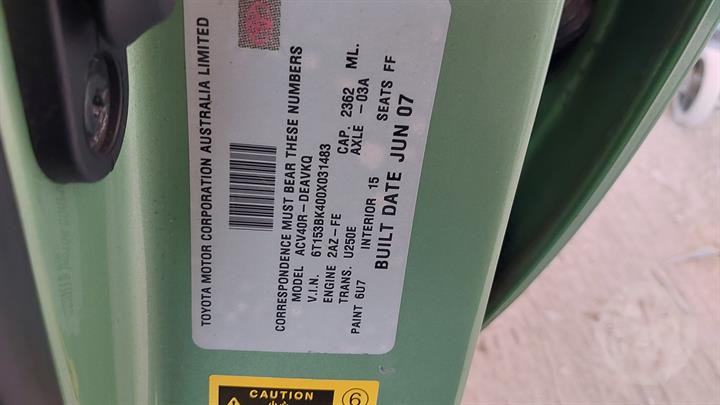 TOYOTA MOTOR CORPORATION AUSTRALIA LIMITED
CORRESPONDENCE MUST BEAR THESE NUMBERS
MODEL ACV40R-DEAVKQ
V.I.N. 6T153BK400X031483
ENGINE 2AZ-FE CAP. 2362 ML.
TRANS. U250E AXLE -03A
PAINT 6U7 INTERIOR 15 SEATS FF
BUILT DATE JUN 07
CAUTION
6